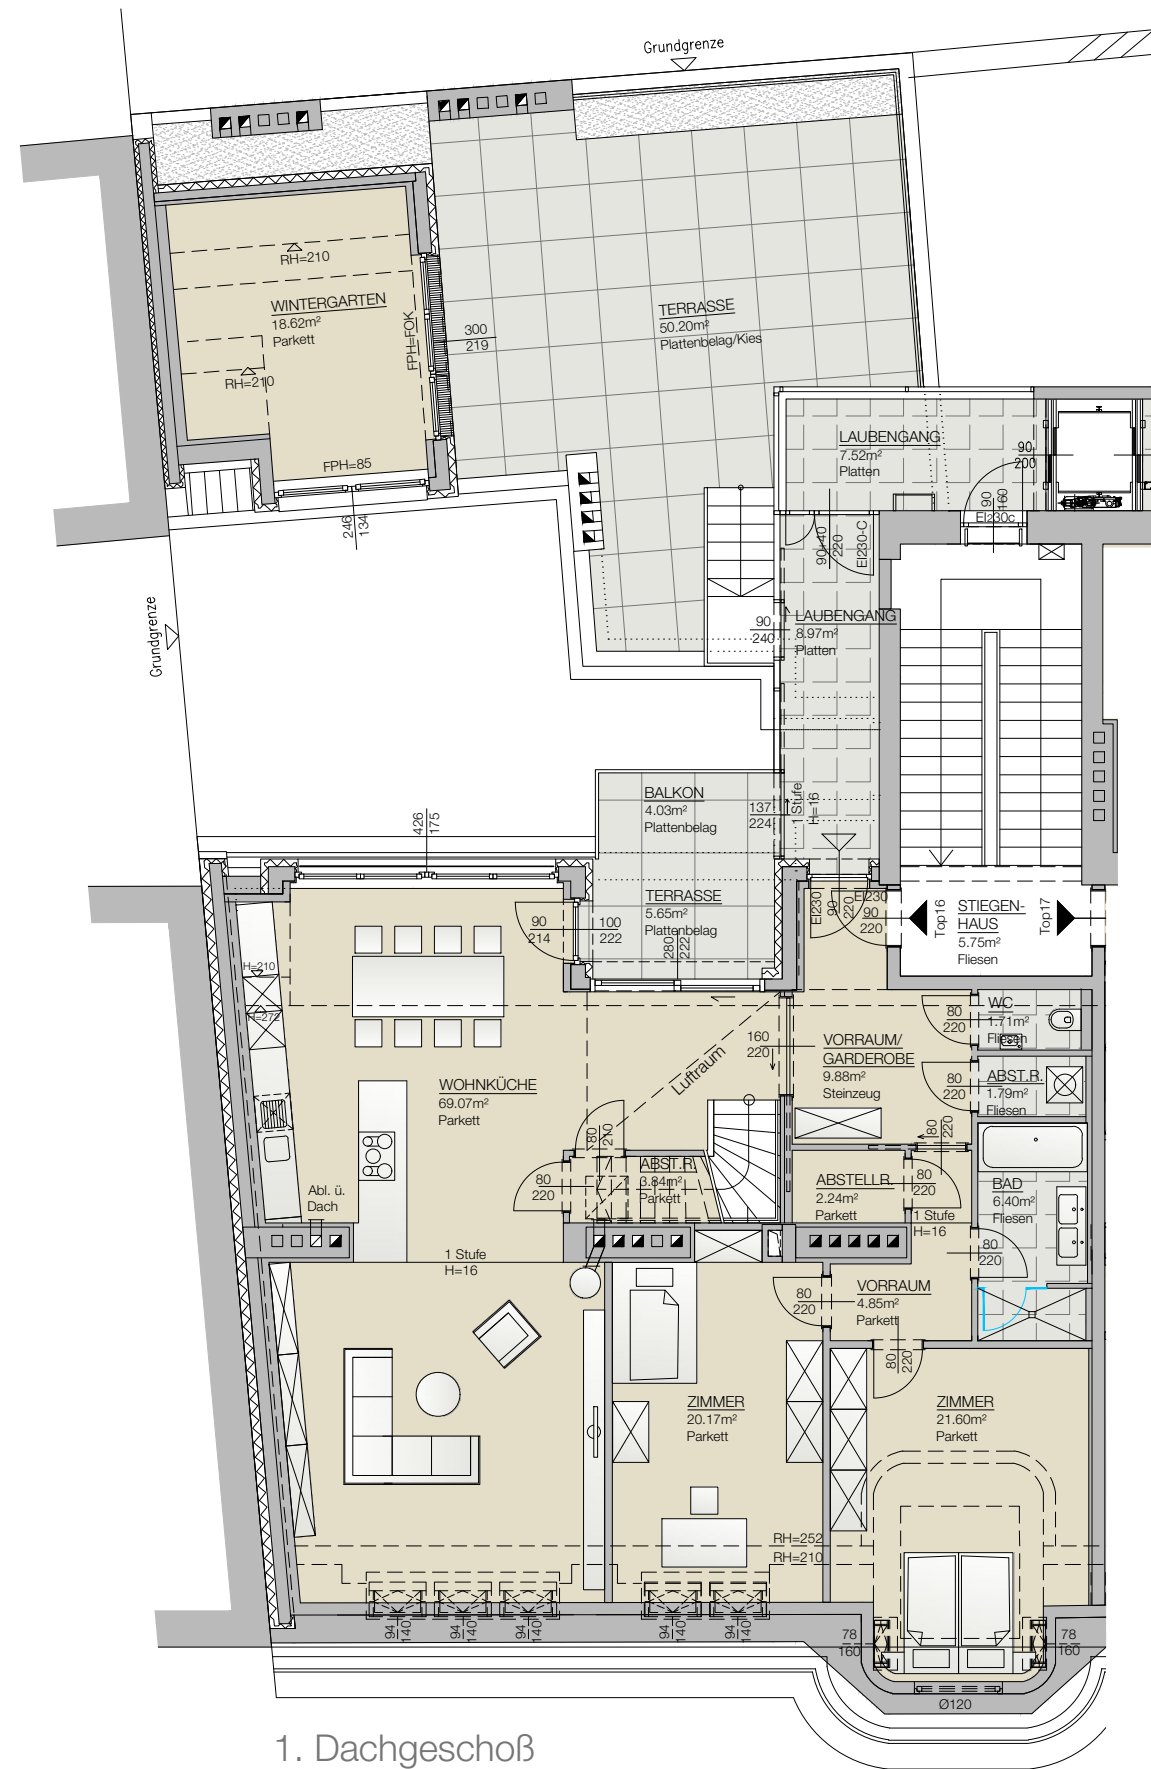 Grundgrenze
RH=210
WINTERGARTEN
18.62m²
Parkett
RH=210
FPH=FOK
300
219
FPH=85
246
134
TERRASSE
50.20m²
Plattenbelag/Kies
LAUBENGANG
7.52m²
Platten
90
200
90
160
EI230c
90+40
220
EI230-C
Grundgrenze
90
240
LAUBENGANG
8.97m²
Platten
BALKON
4.03m²
Plattenbelag
137
224
1 Stufe
H=16
426
175
TERRASSE
5.65m²
Plattenbelag
90
214
100
222
280
222
EI230
90
220
EI230
90
220
Top16
STIEGEN-
HAUS
5.75m²
Fliesen
Top17
H=210
H=272
WOHNKÜCHE
69.07m²
Parkett
Luftraum
160
220
VORRAUM/
GARDEROBE
9.88m²
Steinzeug
80
220
WC
1.71m²
Fliesen
80
220
ABST.R.
1.79m²
Fliesen
80
220
80
210
80
220
ABST.R.
3.84m²
Parkett
ABSTELLR.
2.24m²
Parkett
80
220
BAD
6.40m²
Fliesen
Abl. ü.
Dach
1 Stufe
H=16
1 Stufe
H=16
80
220
80
220
VORRAUM
4.85m²
Parkett
80
220
ZIMMER
20.17m²
Parkett
ZIMMER
21.60m²
Parkett
RH=252
RH=210
94
140
94
140
94
140
94
140
94
140
78
160
78
160
Ø120
1. Dachgeschoß